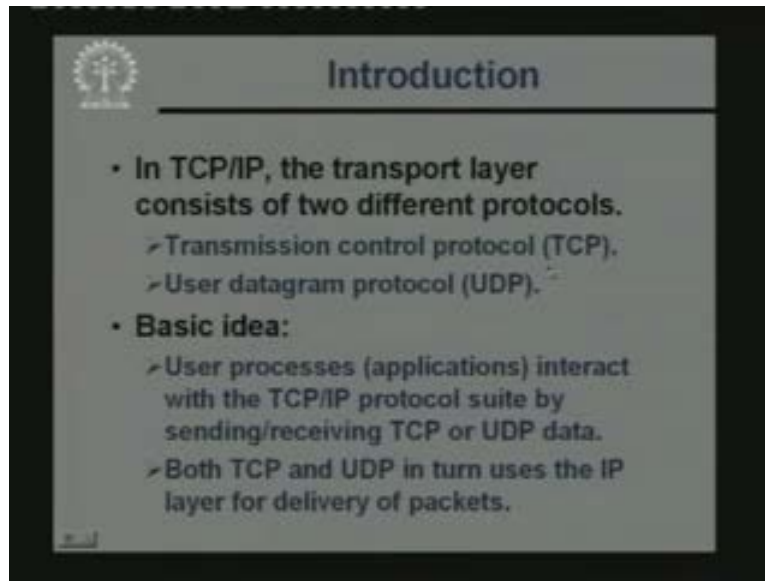 Introduction
• In TCP/IP, the transport layer
consists of two different protocols.
➢Transmission control protocol (TCP).
➢User datagram protocol (UDP).
• Basic idea:
➢User processes (applications) interact
with the TCP/IP protocol suite by
sending/receiving TCP or UDP data.
➢Both TCP and UDP in turn uses the IP
layer for delivery of packets.